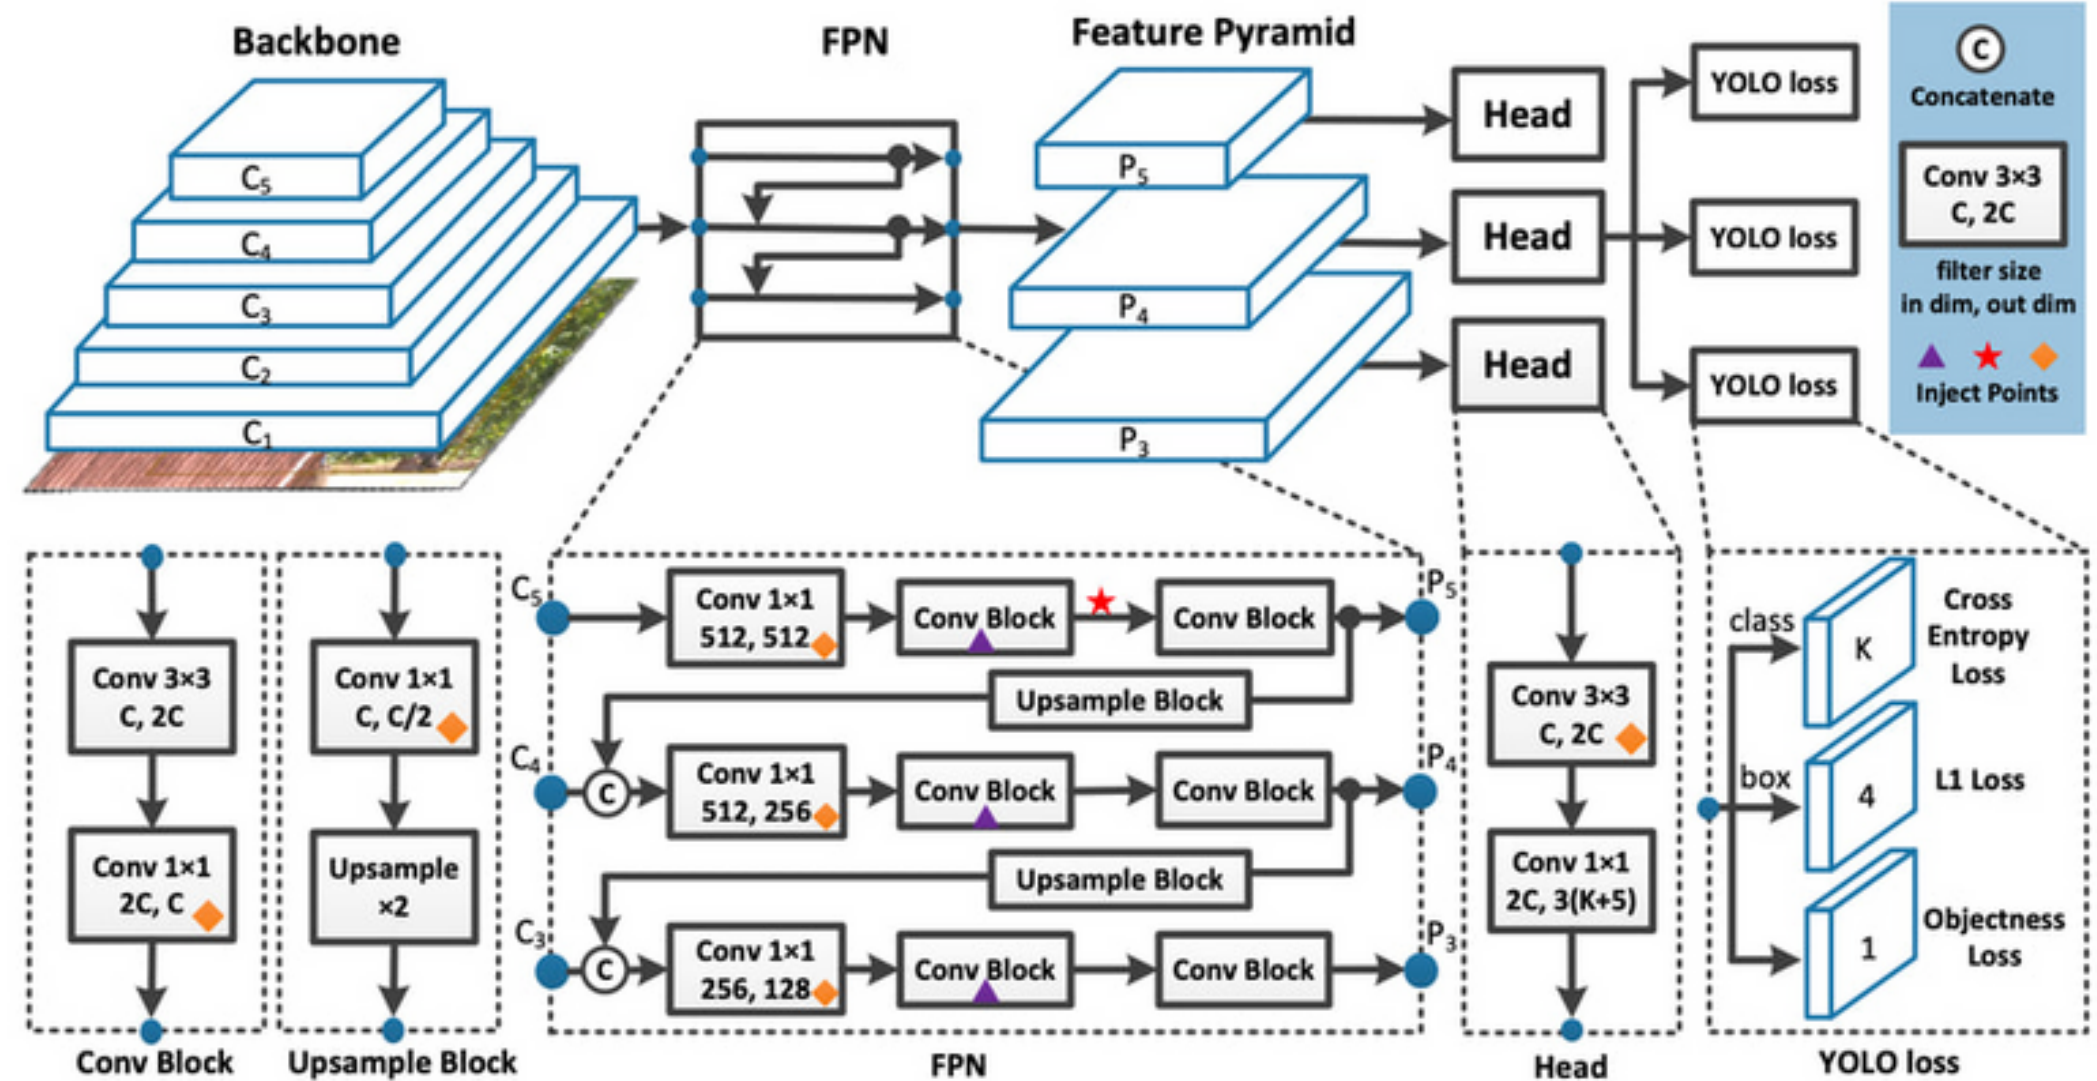 Backbone
FPN
Feature Pyramid
C5
C4
C3
C2
C1
P5
P4
P3
Head
Head
Head
YOLO loss
YOLO loss
YOLO loss
C
Concatenate
Conv 3×3
C, 2C
filter size
in dim, out dim
Inject Points
Conv 3×3
C, 2C
Conv 1×1
2C, C
Conv Block
Conv 1×1
C, C/2
Upsample
×2
Upsample Block
C5
Conv 1×1
512, 512
Conv Block
Conv Block
P5
Upsample Block
C4
C
Conv 1×1
512, 256
Conv Block
Conv Block
P4
Upsample Block
C3
C
Conv 1×1
256, 128
Conv Block
Conv Block
P3
FPN
Conv 3×3
C, 2C
Conv 1×1
2C, 3(K+5)
Head
class
K
Cross
Entropy
Loss
box
4
L1 Loss
1
Objectness
Loss
YOLO loss